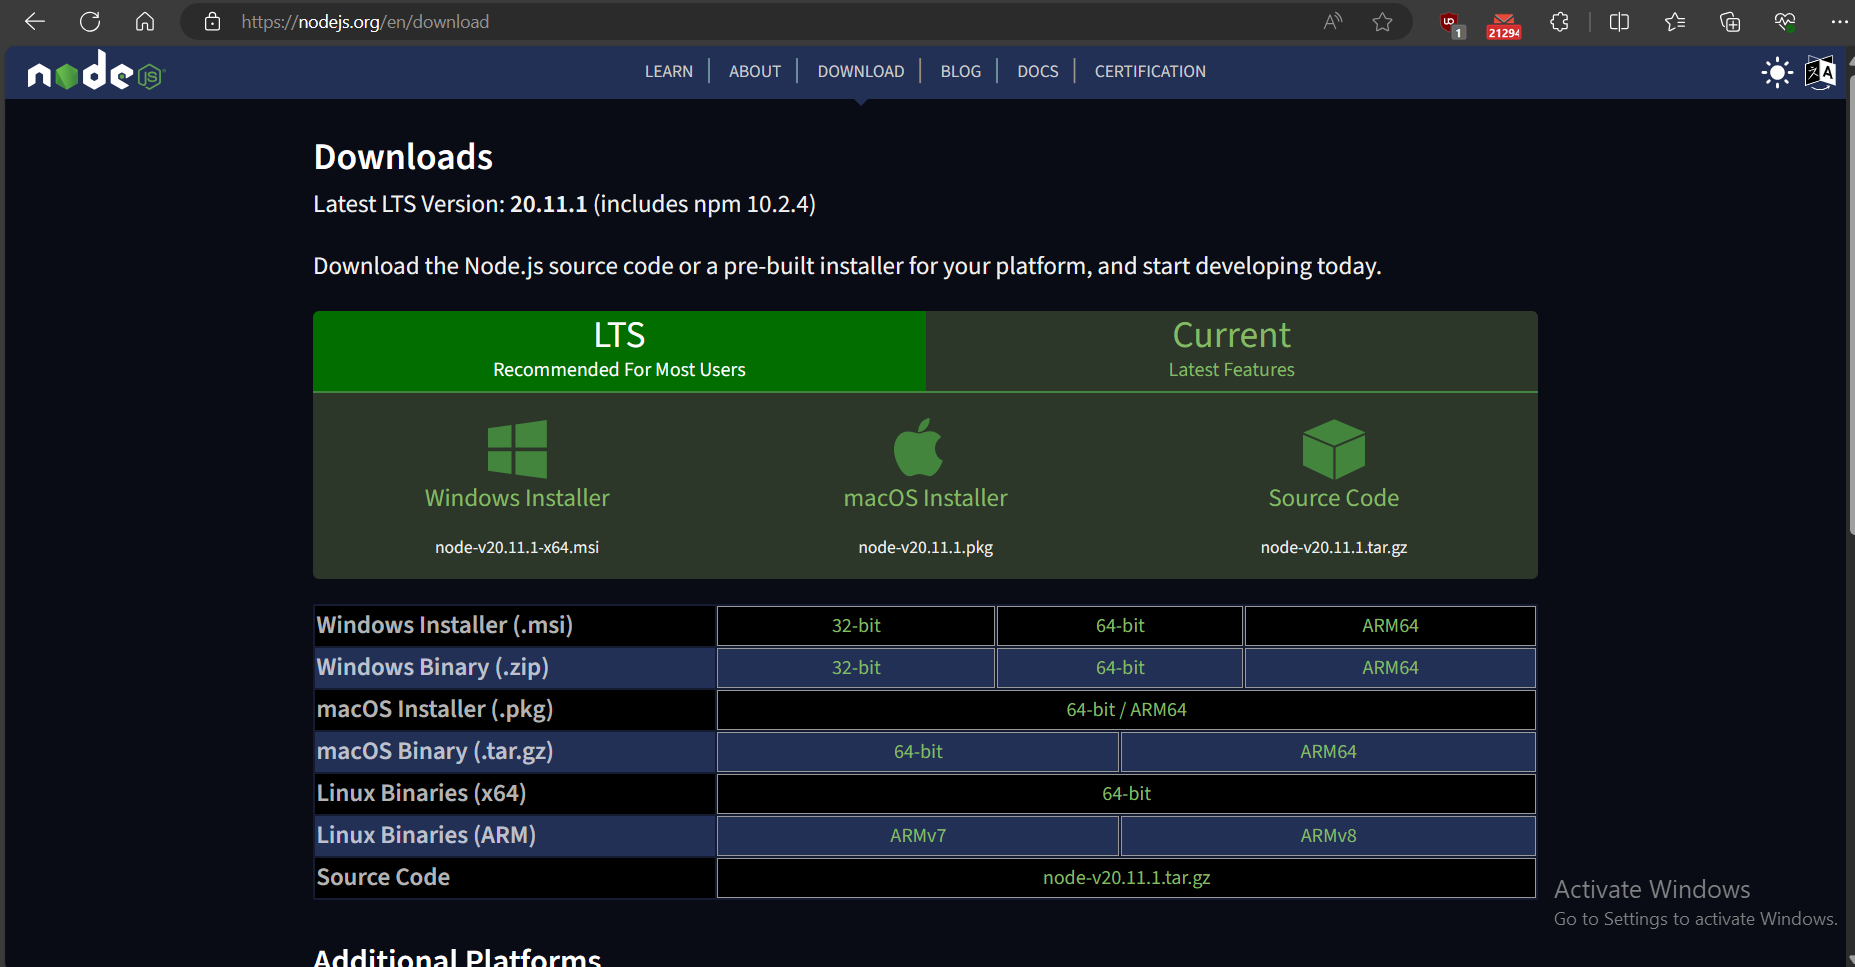 https://nodejs.org/en/download
1
21294
node JS
LEARN ABOUT DOWNLOAD BLOG DOCS CERTIFICATION
Downloads
Latest LTS Version: 20.11.1 (includes npm 10.2.4)
Download the Node.js source code or a pre-built installer for your platform, and start developing today.
LTS
Recommended For Most Users
Current
Latest Features
Windows Installer
node-v20.11.1-x64.msi
macOS Installer
node-v20.11.1.pkg
Source Code
node-v20.11.1.tar.gz
Windows Installer (.msi) 32-bit 64-bit ARM64
Windows Binary (.zip) 32-bit 64-bit ARM64
macOS Installer (.pkg) 64-bit / ARM64
macOS Binary (.tar.gz) 64-bit ARM64
Linux Binaries (x64) 64-bit
Linux Binaries (ARM) ARMv7 ARMv8
Source Code node-v20.11.1.tar.gz
Activate Windows
Go to Settings to activate Windows.
Additional Platforms